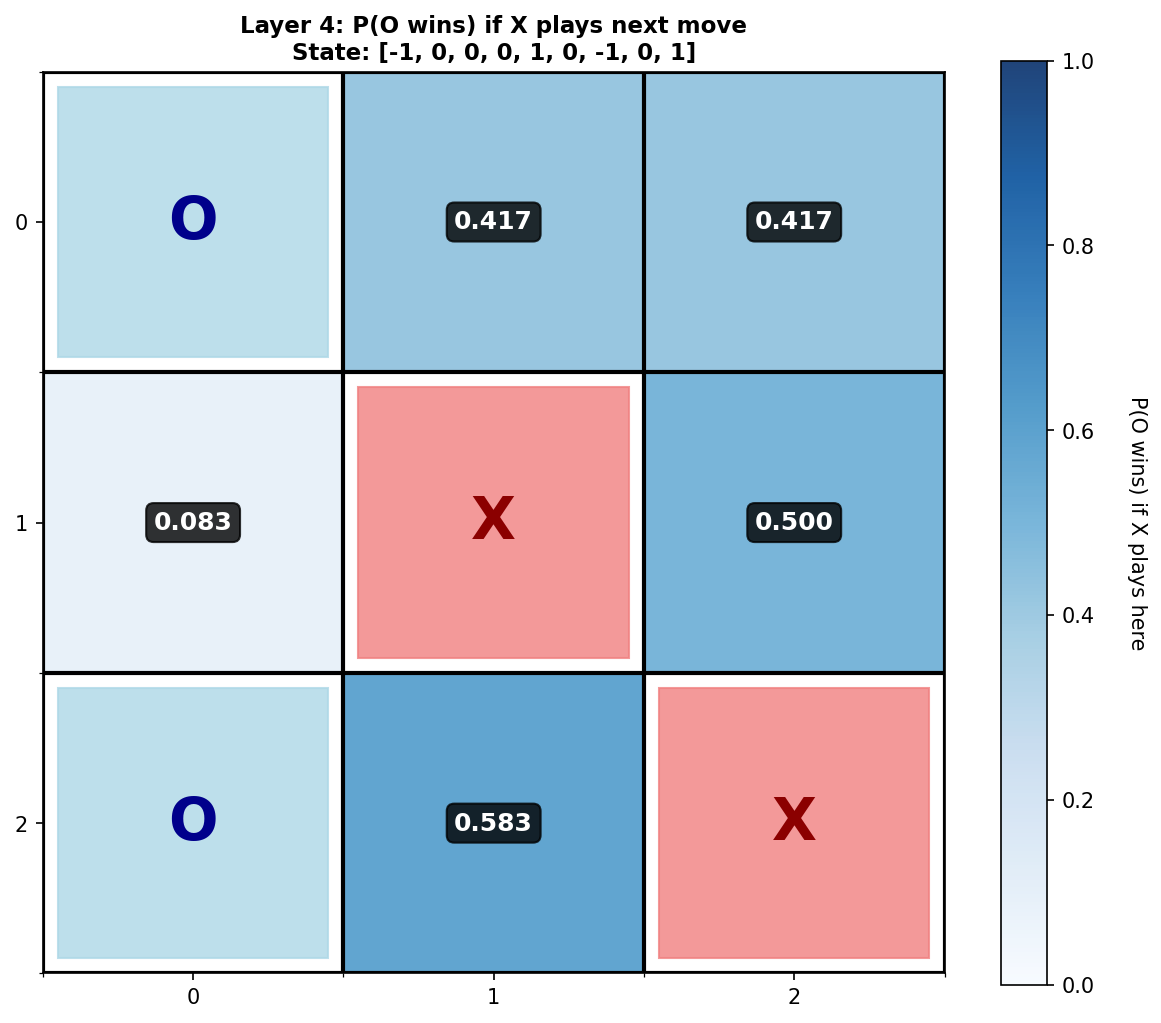 Layer 4: P(O wins) if X plays next move
State: [-1, 0, 0, 0, 1, 0, -1, 0, 1]
0
O
0.417
0.417
1
0.083
X
0.500
2
O
0.583
X
0
1
2
1.0
0.8
0.6
0.4
0.2
0.0
P(O wins) if X plays here